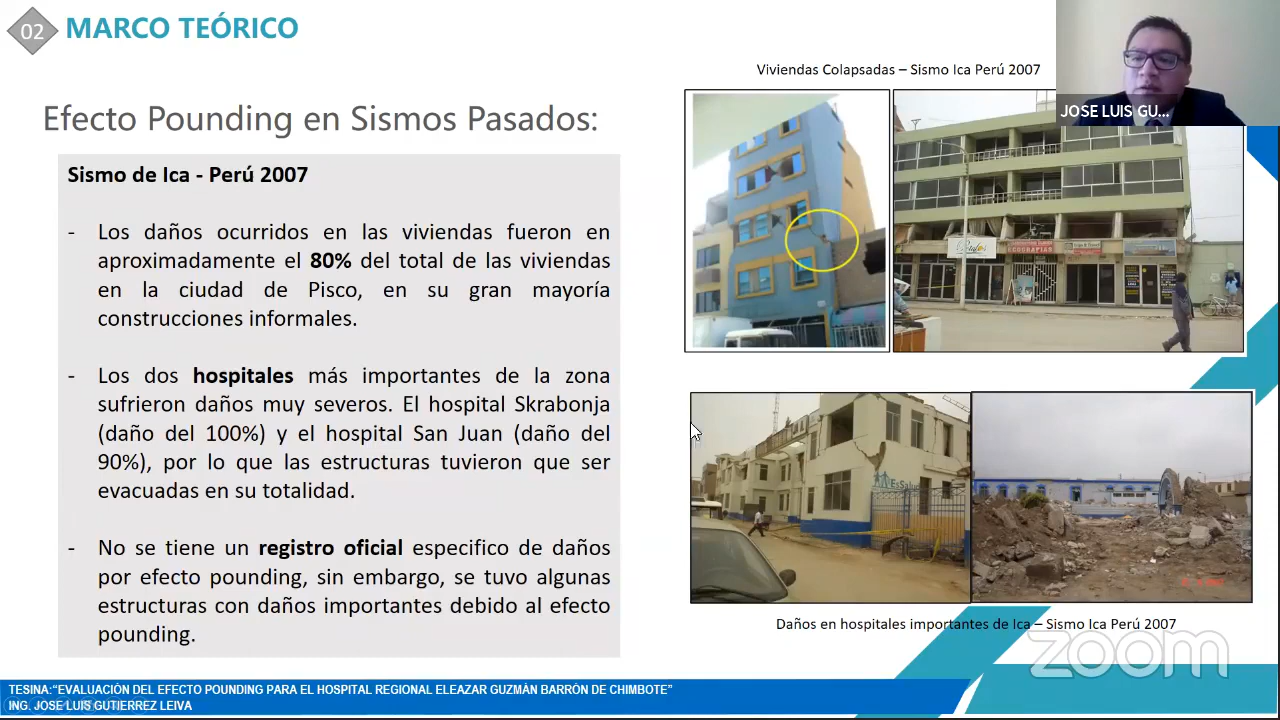 02 MARCO TEÓRICO
Viviendas Colapsadas – Sismo Ica Perú 2007
JOSE LUIS GU...
Efecto Pounding en Sismos Pasados:
Sismo de Ica - Perú 2007
- Los daños ocurridos en las viviendas fueron en
aproximadamente el 80% del total de las viviendas
en la ciudad de Pisco, en su gran mayoría
construcciones informales.
- Los dos hospitales más importantes de la zona
sufrieron daños muy severos. El hospital Skrabonja
(daño del 100%) y el hospital San Juan (daño del
90%), por lo que las estructuras tuvieron que ser
evacuadas en su totalidad.
- No se tiene un registro oficial especifico de daños
por efecto pounding, sin embargo, se tuvo algunas
estructuras con daños importantes debido al efecto
pounding.
EsSalud
Daños en hospitales importantes de Ica – Sismo Ica Perú 2007
zoom
TESINA:“EVALUACIÓN DEL EFECTO POUNDING PARA EL HOSPITAL REGIONAL ELEAZAR GUZMÁN BARRÓN DE CHIMBOTE”
ING. JOSE LUIS GUTIERREZ LEIVA